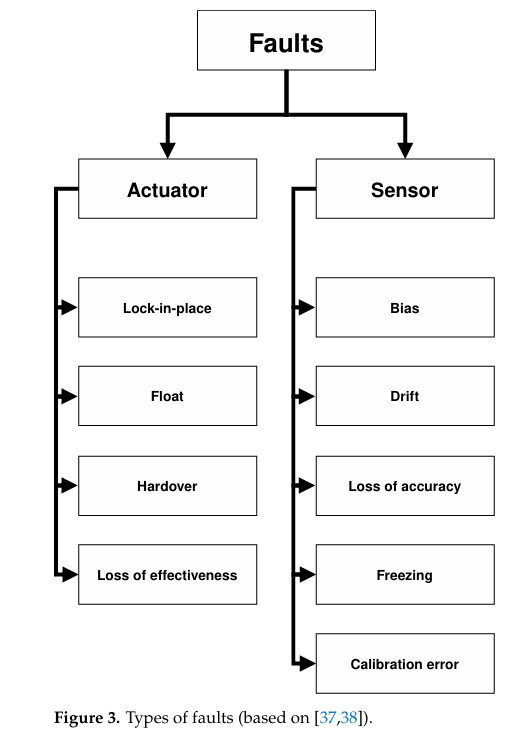 Faults
Actuator
Sensor
Lock-in-place
Float
Hardover
Loss of effectiveness
Bias
Drift
Loss of accuracy
Freezing
Calibration error
Figure 3. Types of faults (based on [37,38]).